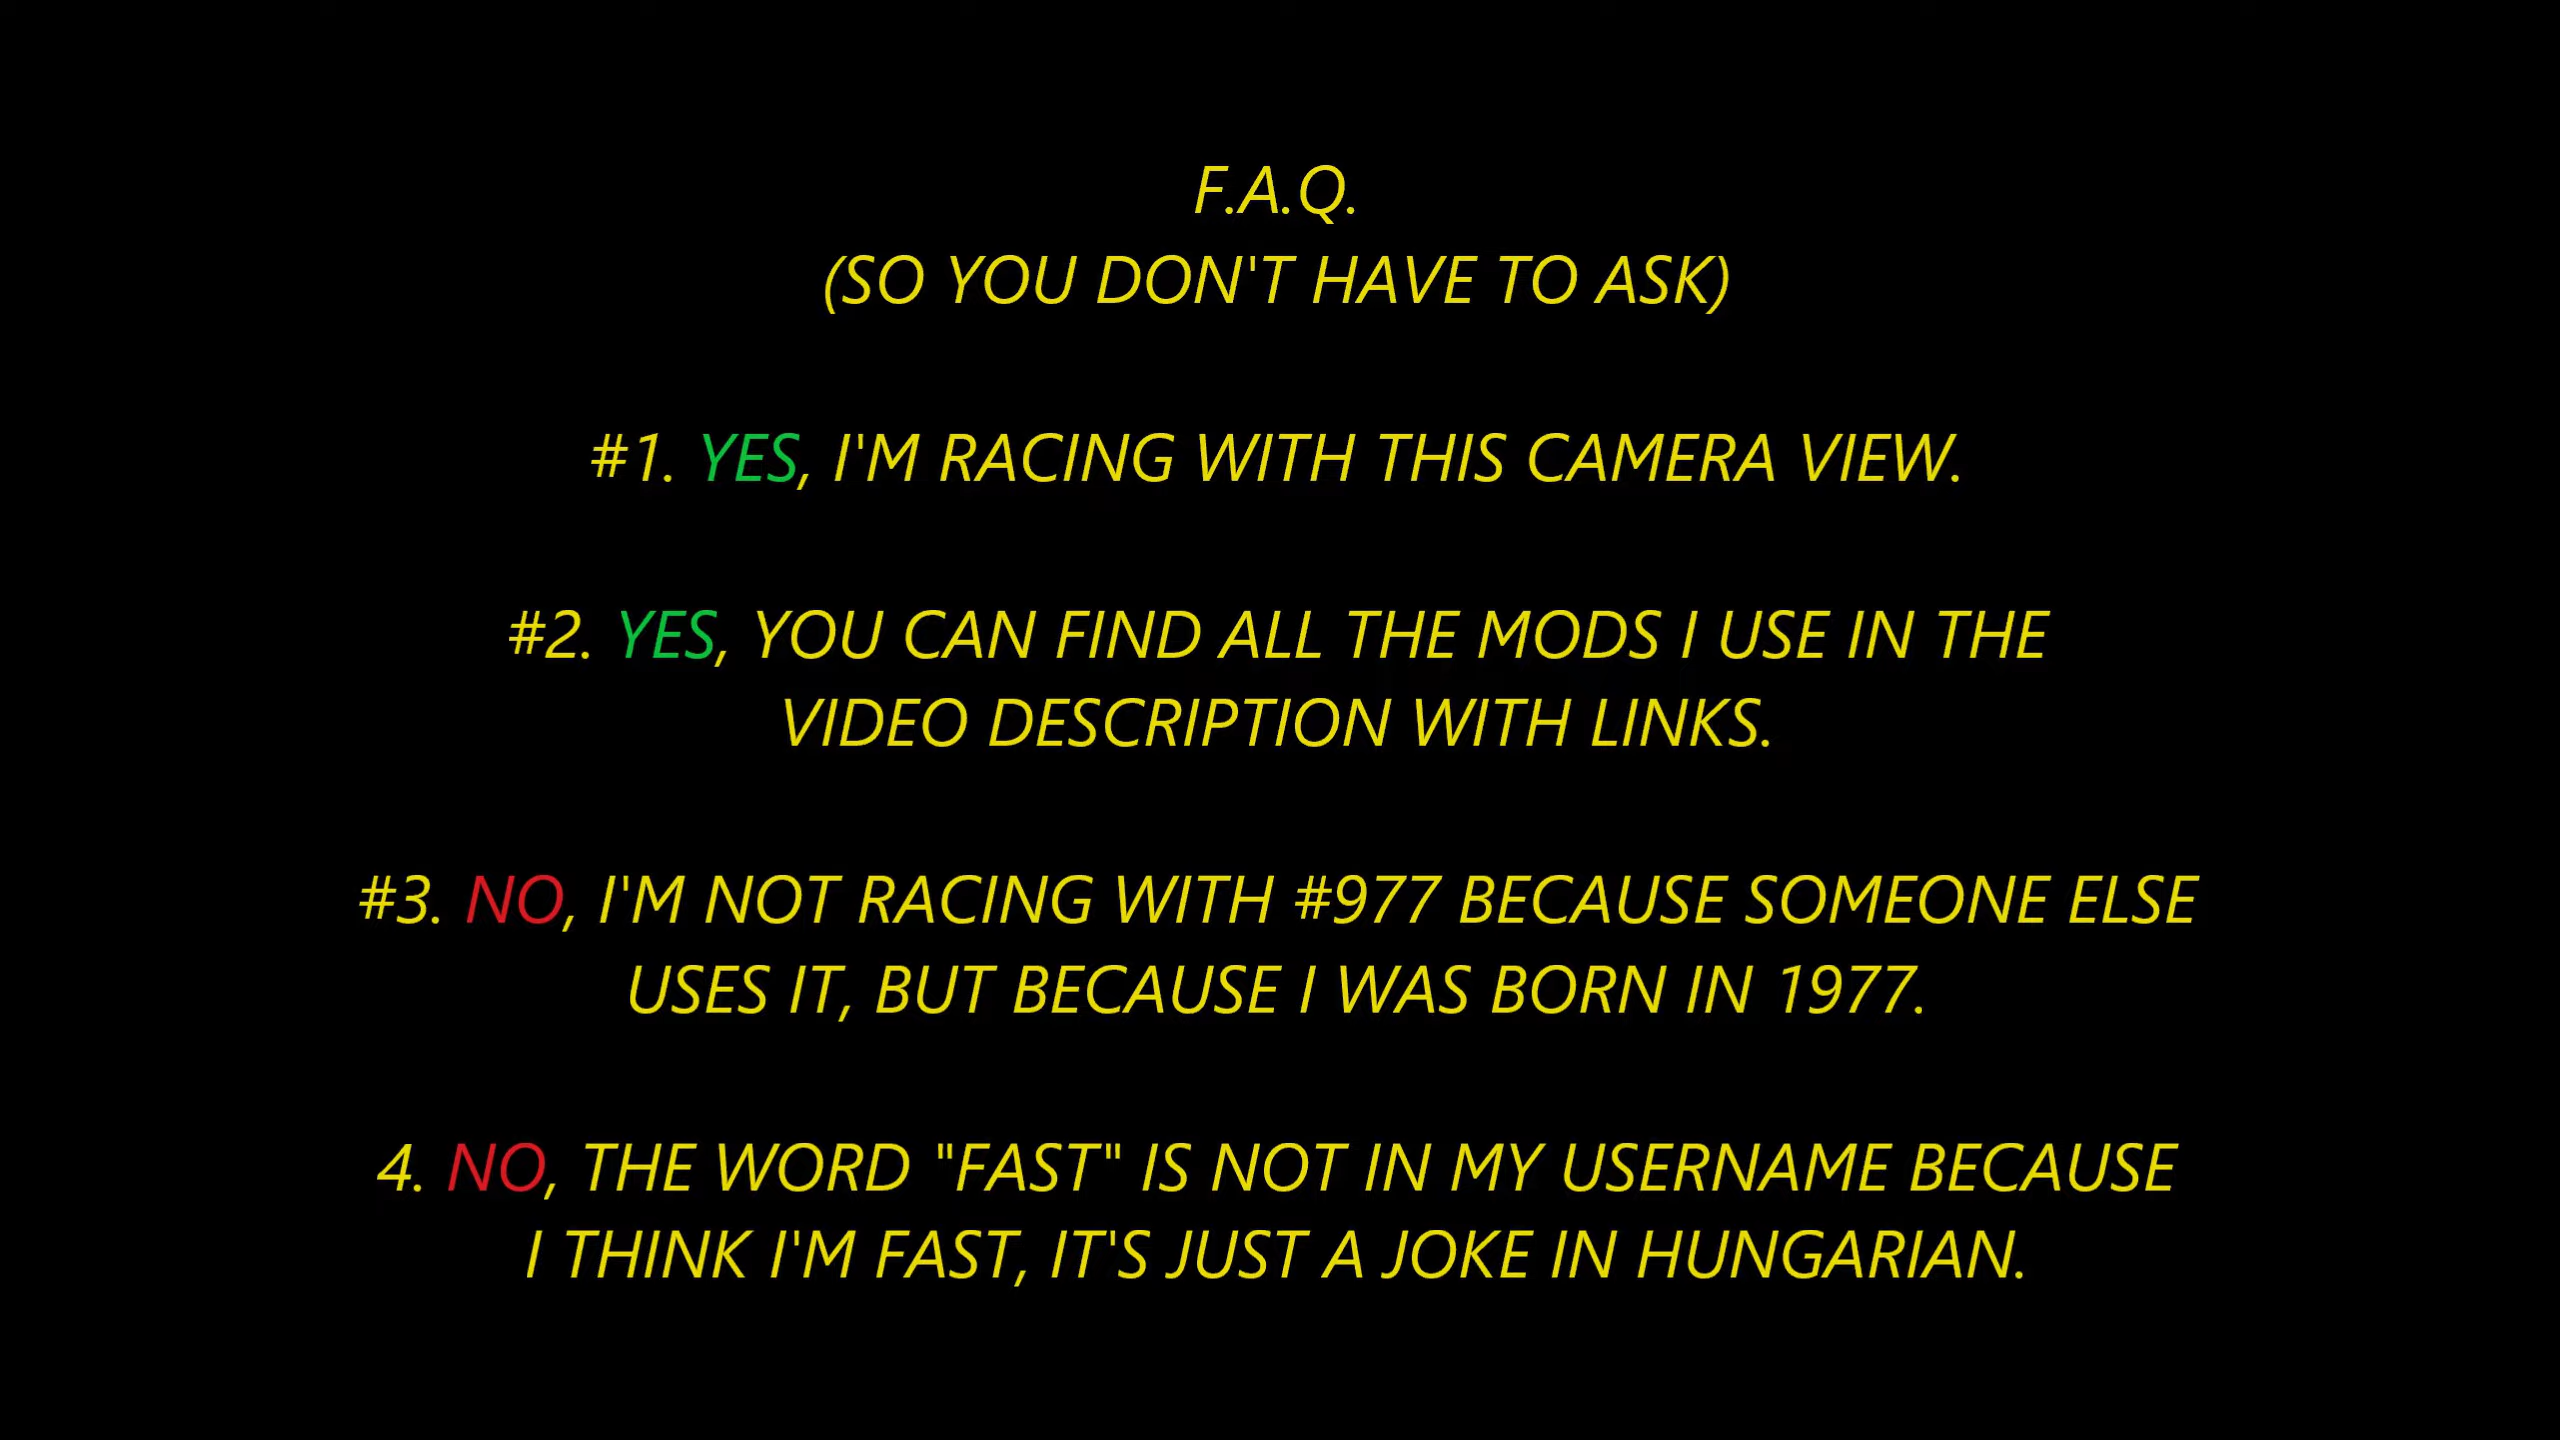 F.A.Q.
(SO YOU DON'T HAVE TO ASK)
#1. YES, I'M RACING WITH THIS CAMERA VIEW.
#2. YES, YOU CAN FIND ALL THE MODS I USE IN THE
VIDEO DESCRIPTION WITH LINKS.
#3. NO, I'M NOT RACING WITH #977 BECAUSE SOMEONE ELSE
USES IT, BUT BECAUSE I WAS BORN IN 1977.
4. NO, THE WORD "FAST" IS NOT IN MY USERNAME BECAUSE
I THINK I'M FAST, IT'S JUST A JOKE IN HUNGARIAN.